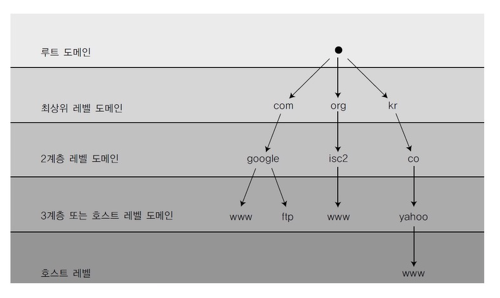 루트 도메인
최상위 레벨 도메인
com org kr
2계층 레벨 도메인
google isc2 co
3계층 또는 호스트 레벨 도메인
www ftp www yahoo
호스트 레벨
www